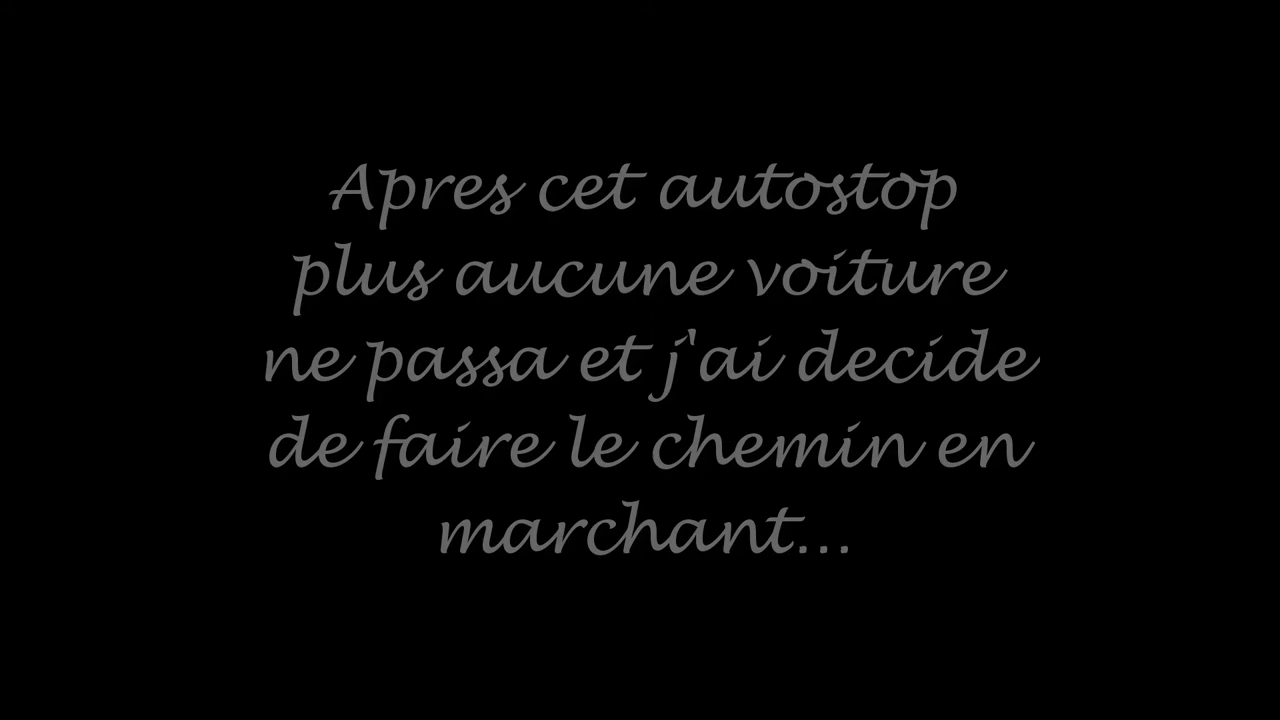 Apres cet autostop
plus aucune voiture
ne passa et j'ai decide
de faire le chemin en
marchant...